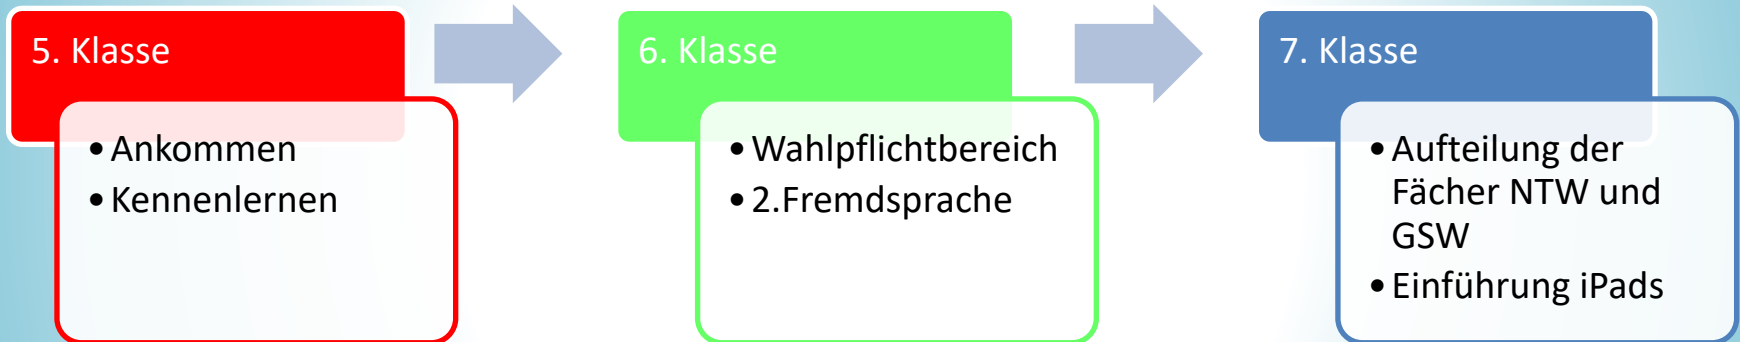 5. Klasse
• Ankommen
• Kennenlernen
6. Klasse
• Wahlpflichtbereich
• 2.Fremdsprache
7. Klasse
• Aufteilung der
Fächer NTW und
GSW
• Einführung iPads